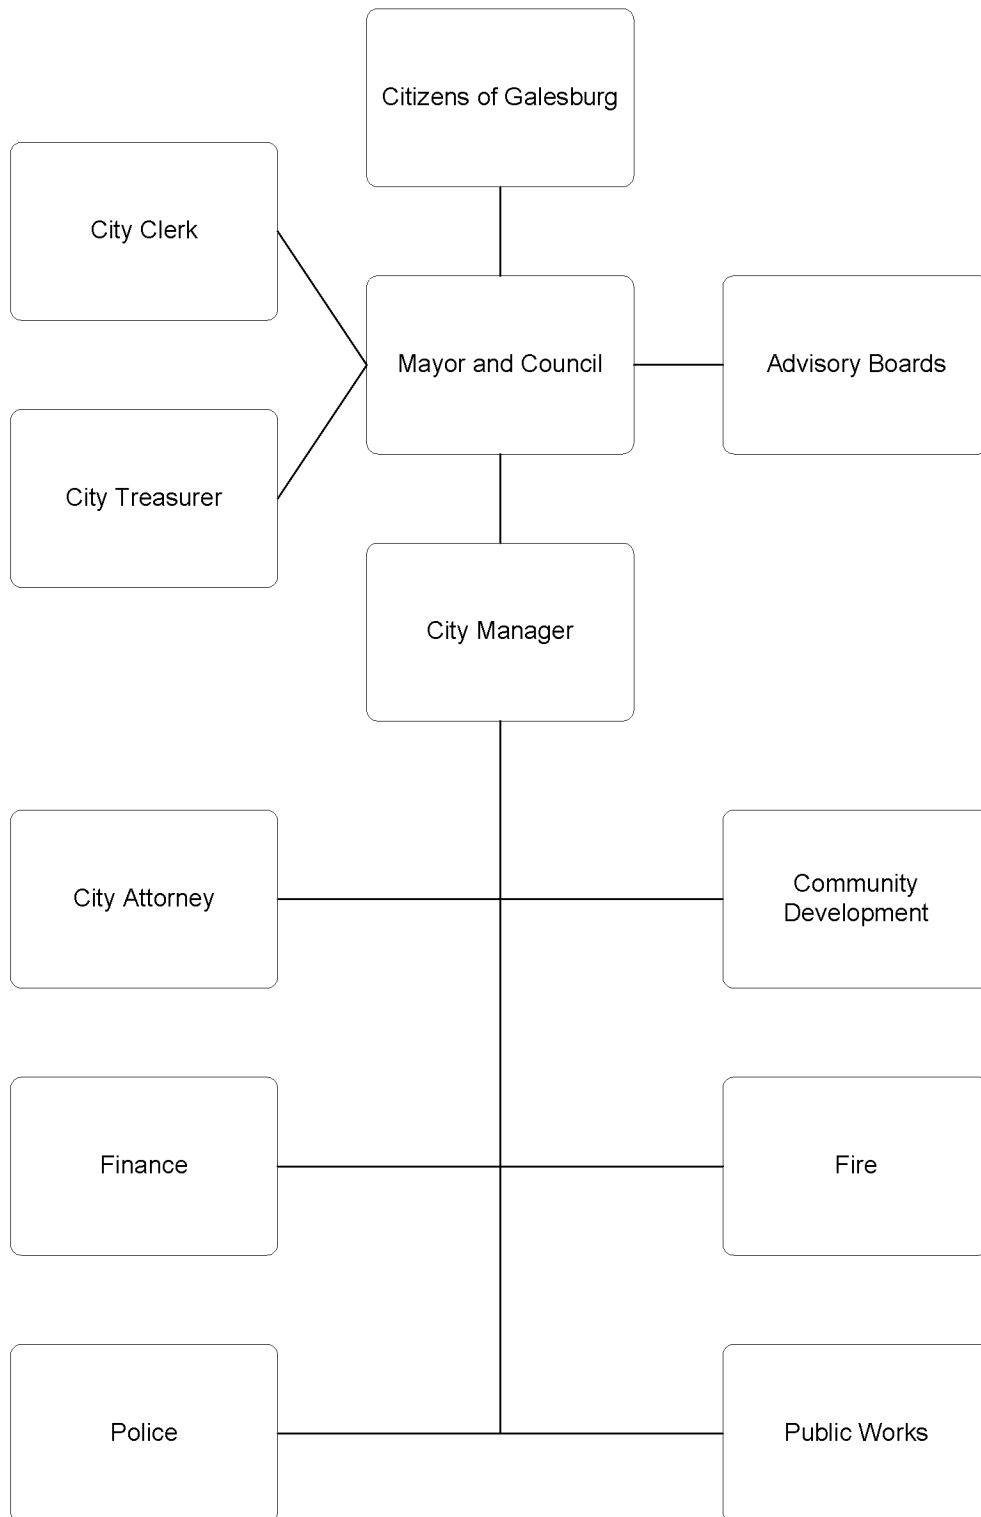 Citizens of Galesburg
City Clerk
Mayor and Council
Advisory Boards
City Treasurer
City Manager
City Attorney
Community
Development
Finance
Fire
Police
Public Works